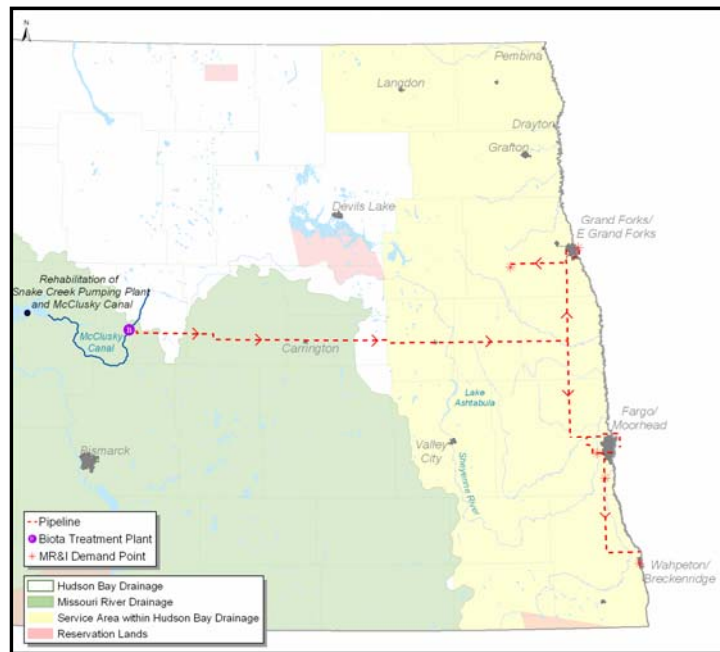 N
Pembina
Langdon
Drayton
Grafton
Devils Lake
Grand Forks/
E Grand Forks
Rehabilitation of
Snake Creek Pumping Plant
and McClusky Canal
B
McClusky
Canal
Carrington
Lake
Ashtabula
Fargo/
Moorhead
Bismarck
Valley
City
Sheyenne River
Wahpeton/
Breckenridge
Pipeline
B Biota Treatment Plant
MR&I Demand Point
Hudson Bay Drainage
Missouri River Drainage
Service Area within Hudson Bay Drainage
Reservation Lands